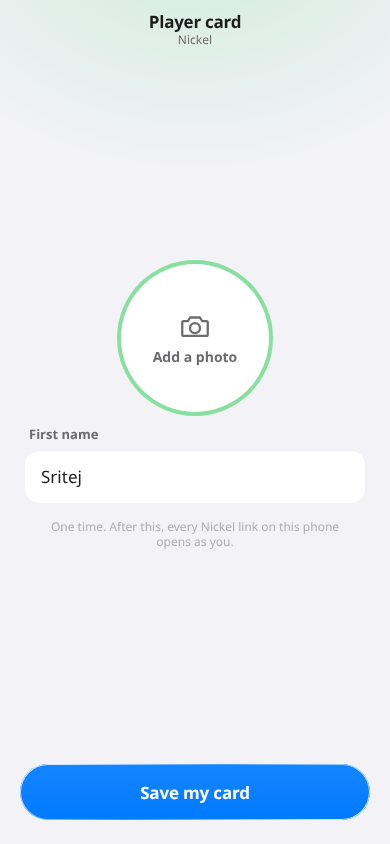 Player card
Nickel
Add a photo
First name
Sritej
One time. After this, every Nickel link on this phone
opens as you.
Save my card